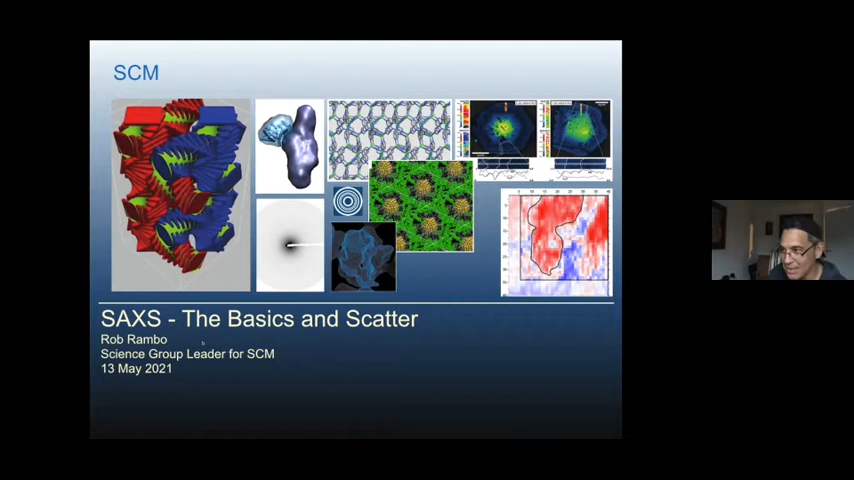 SCM
SAXS - The Basics and Scatter
Rob Rambo
Science Group Leader for SCM
13 May 2021